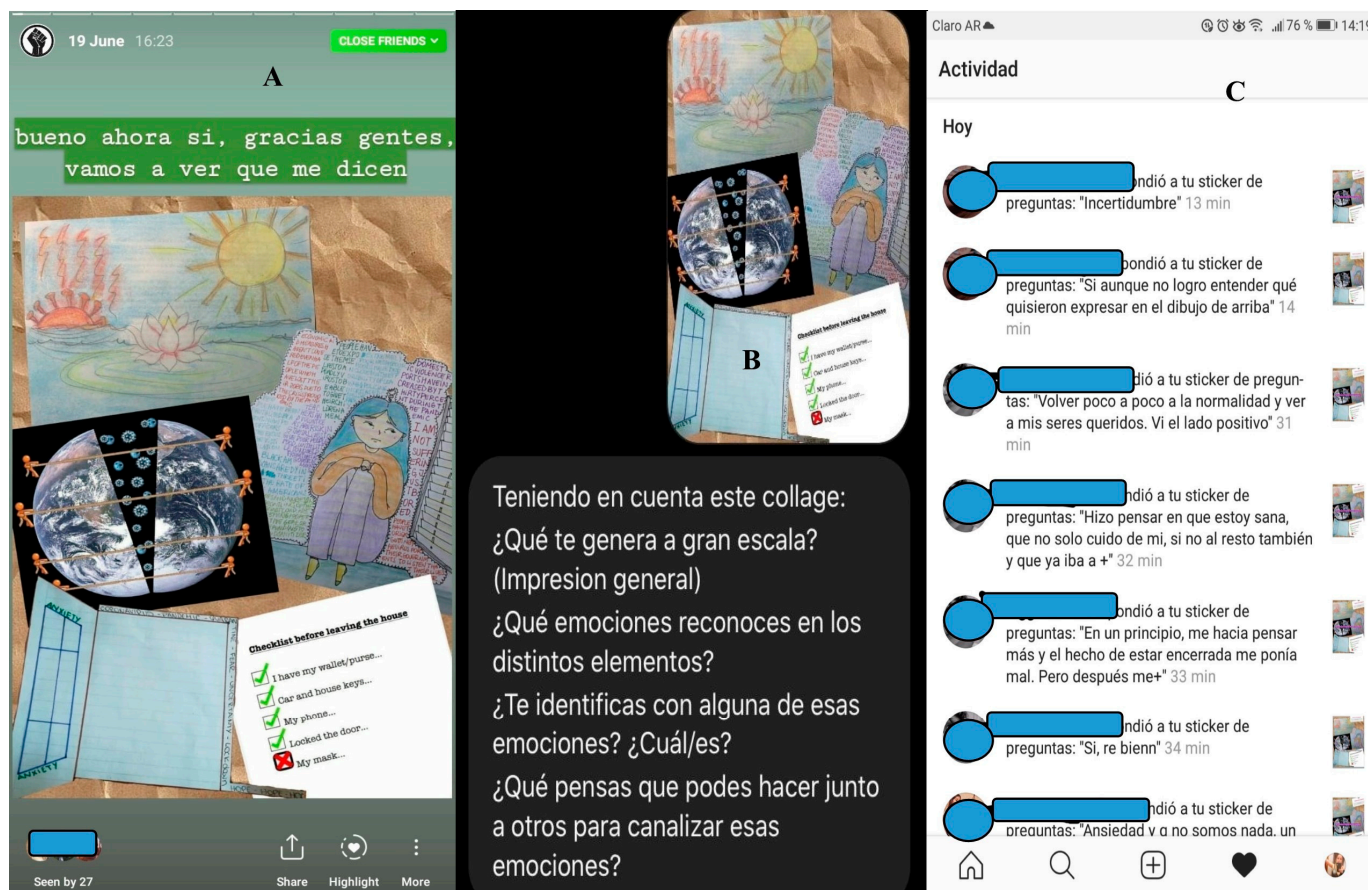 19 June 16:23
CLOSE FRIENDS
A
bueno ahora si, gracias gentes,
vamos a ver que me dicen
ANXIETY
ANXIETY
Checklist before leaving the house
I have my wallet/purse...
Car and house keys...
My phone...
Locked the door...
My mask...
Seen by 27
Share
Highlight
More
B
Checklist before leaving the house
I have my wallet/purse...
Car and house keys...
My phone...
Locked the door...
My mask...
Teniendo en cuenta este collage:
¿Qué te genera a gran escala?
(Impresion general)
¿Qué emociones reconoces en los
distintos elementos?
¿Te identificas con alguna de esas
emociones? ¿Cuál/es?
¿Qué pensas que podes hacer junto
a otros para canalizar esas
emociones?
Claro AR
76 % 14:19
Actividad
C
Hoy
ondió a tu sticker de
preguntas: "Incertidumbre" 13 min
pondió a tu sticker de
preguntas: "Si aunque no logro entender qué
quisieron expresar en el dibujo de arriba" 14
min
dió a tu sticker de pregun-
tas: "Volver poco a poco a la normalidad y ver
a mis seres queridos. Vi el lado positivo" 31
min
ndió a tu sticker de
preguntas: "Hizo pensar en que estoy sana,
que no solo cuido de mi, si no al resto también
y que ya iba a +" 32 min
ondió a tu sticker de
preguntas: "En un principio, me hacia pensar
más y el hecho de estar encerrada me ponía
mal. Pero después me+" 33 min
ndió a tu sticker de
preguntas: "Si, re bienn" 34 min
ndió a tu sticker de
preguntas: "Ansiedad y q no somos nada, un